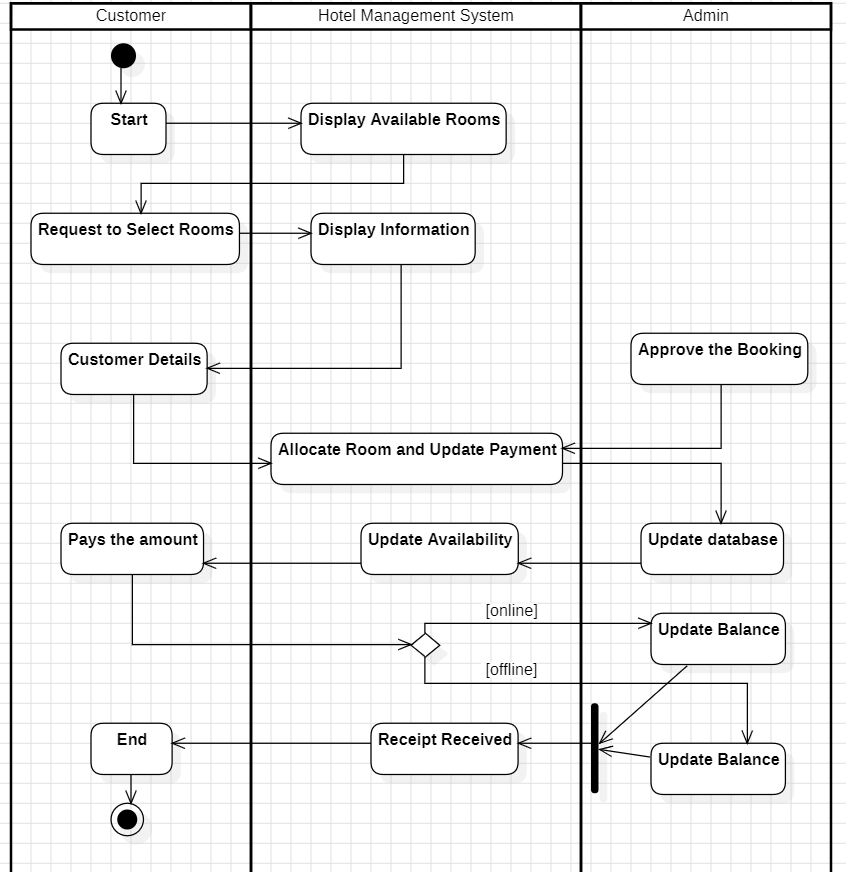 Customer
Hotel Management System
Admin
Start
Display Available Rooms
Request to Select Rooms
Display Information
Customer Details
Approve the Booking
Allocate Room and Update Payment
Pays the amount
Update Availability
Update database
[online]
Update Balance
[offline]
End
Receipt Received
Update Balance